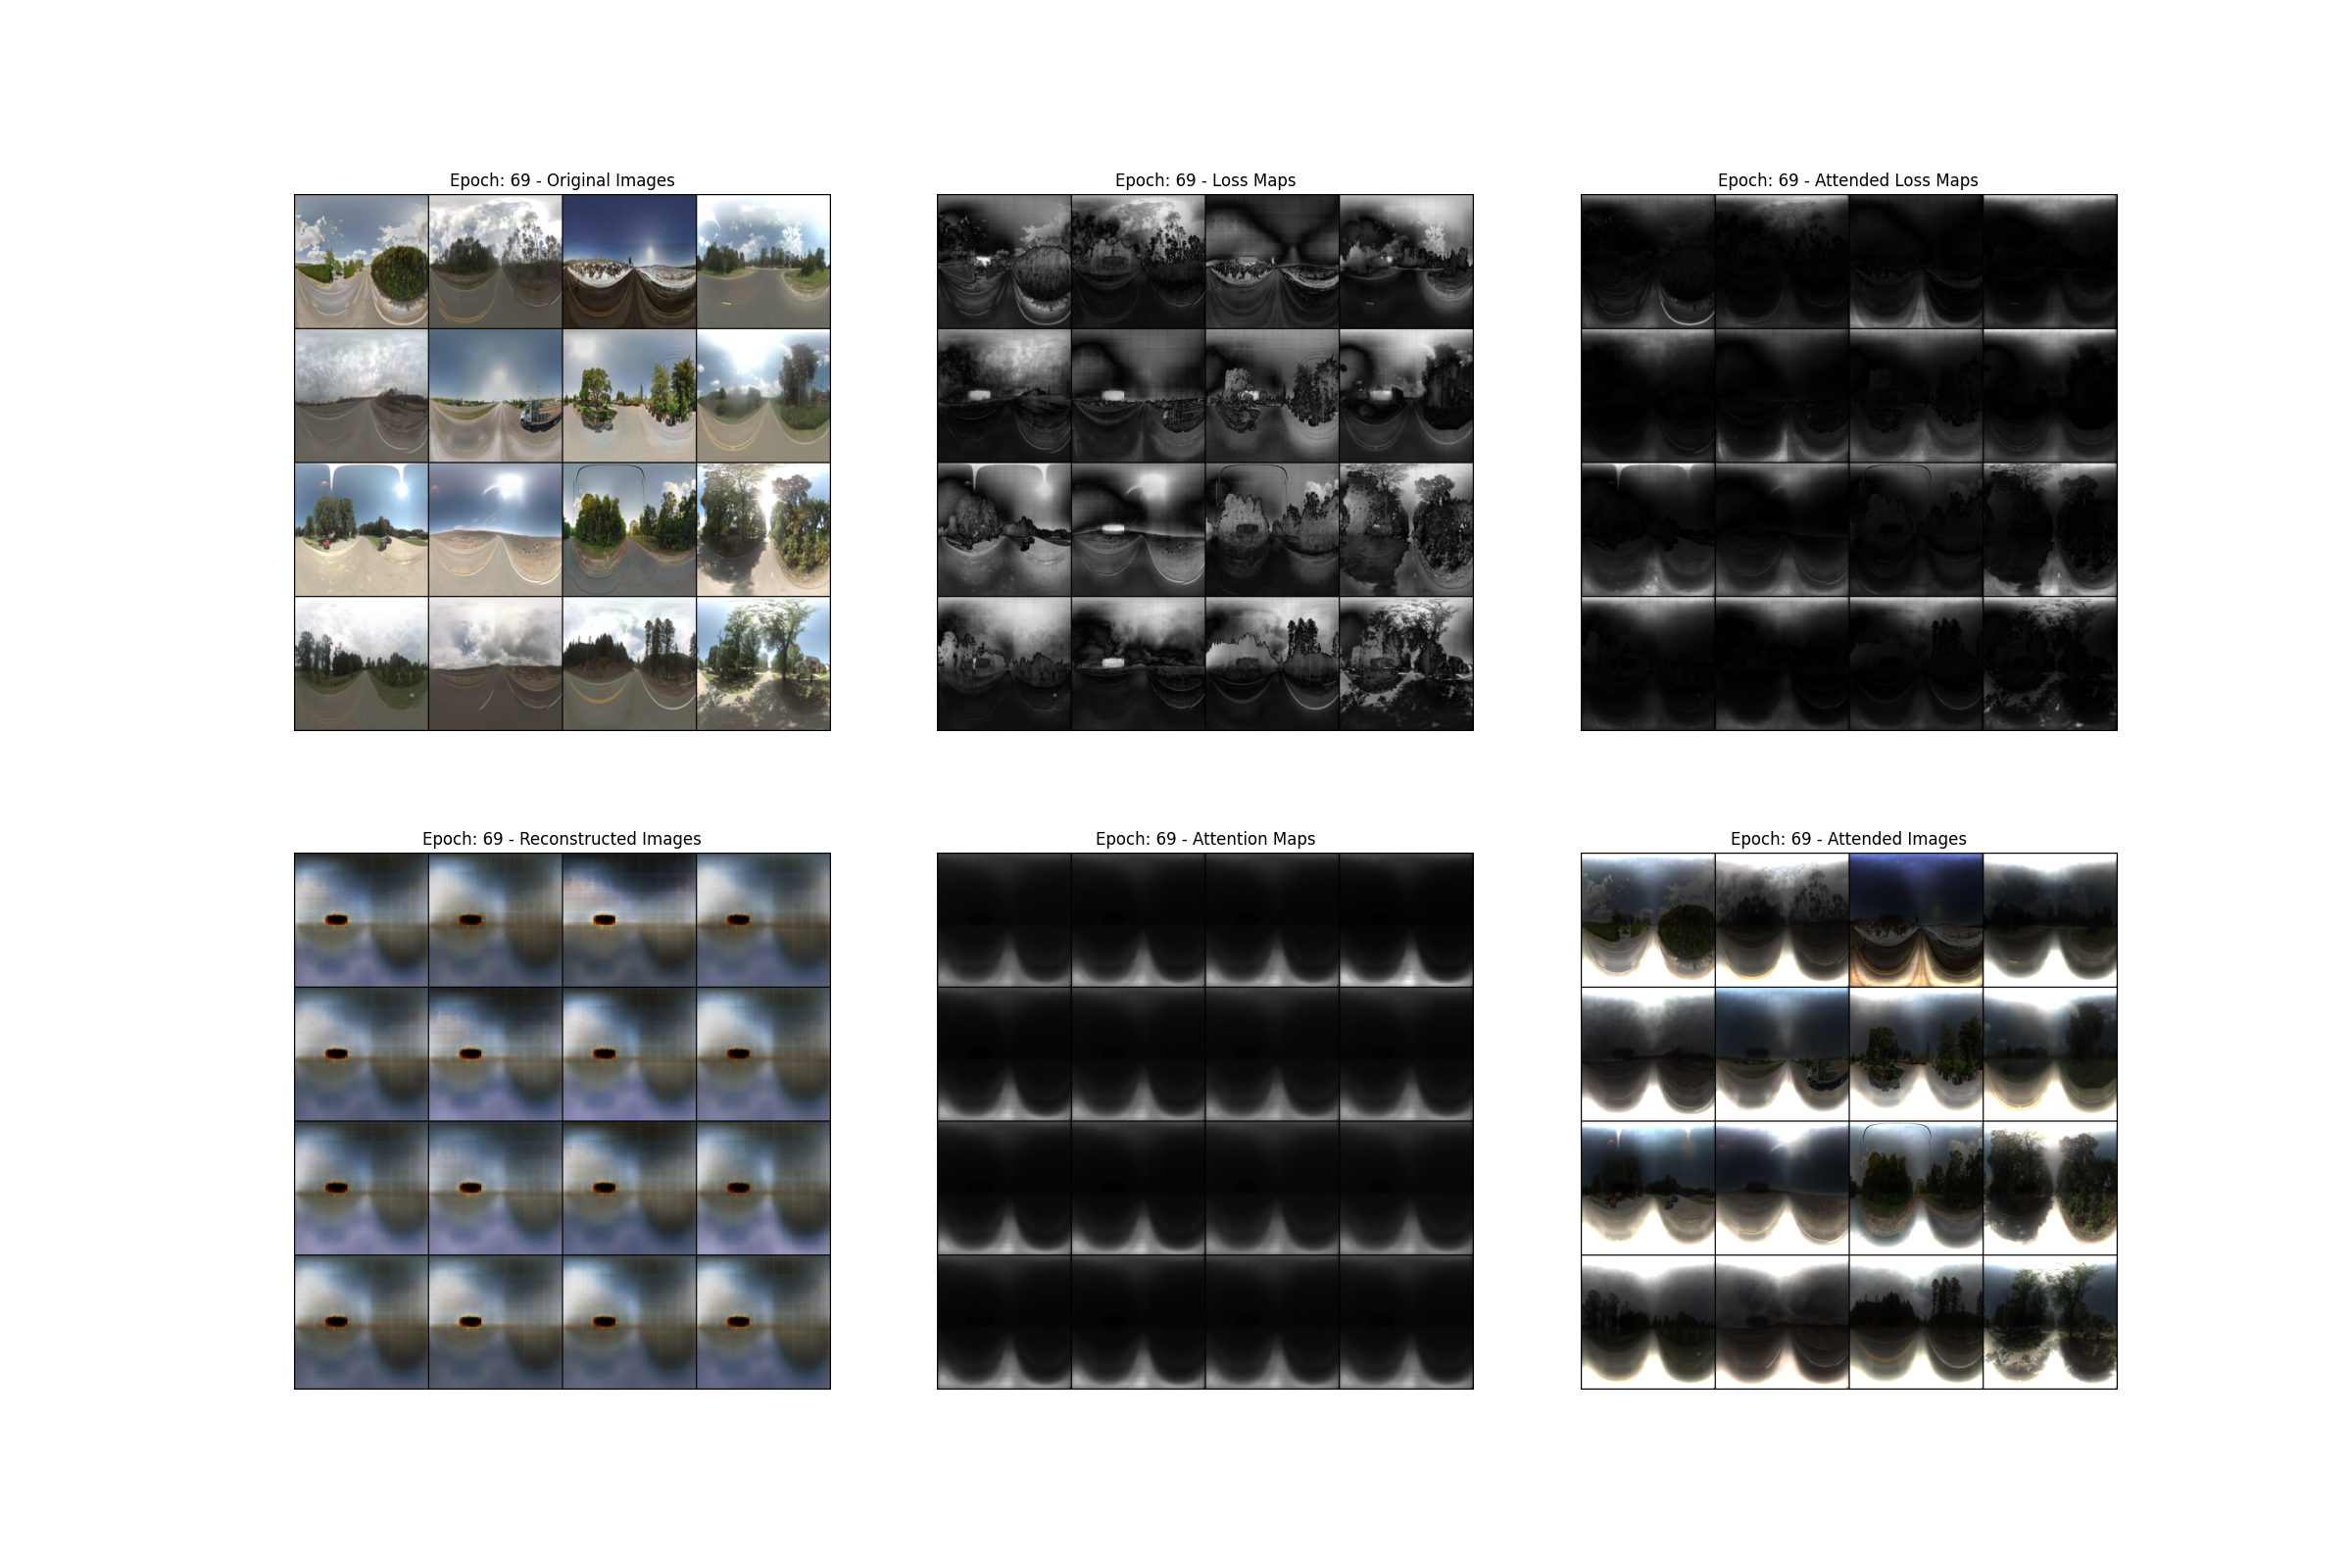 Epoch: 69 - Original Images
Epoch: 69 - Loss Maps
Epoch: 69 - Attended Loss Maps
Epoch: 69 - Reconstructed Images
Epoch: 69 - Attention Maps
Epoch: 69 - Attended Images